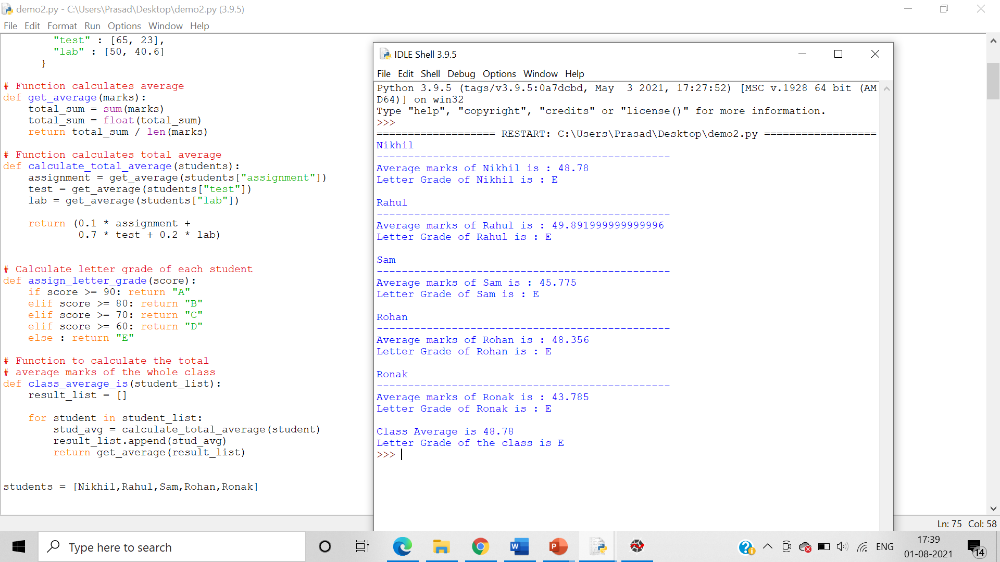 demo2.py - C:\Users\Prasad\Desktop\demo2.py (3.9.5)
File Edit Format Run Options Window Help
"test" : [65, 23],
"lab" : [50, 40.6]
}
# Function calculates average
def get_average(marks):
total_sum = sum(marks)
total_sum = float(total_sum)
return total_sum / len(marks)
# Function calculates total average
def calculate_total_average(students):
assignment = get_average(students["assignment"])
test = get_average(students["test"])
lab = get_average(students["lab"])
return (0.1 * assignment +
0.7 * test + 0.2 * lab)
# Calculate letter grade of each student
def assign_letter_grade(score):
if score >= 90: return "A"
elif score >= 80: return "B"
elif score >= 70: return "C"
elif score >= 60: return "D"
else : return "E"
# Function to calculate the total
# average marks of the whole class
def class_average_is(student_list):
result_list = []
for student in student_list:
stud_avg = calculate_total_average(student)
result_list.append(stud_avg)
return get_average(result_list)
students = [Nikhil,Rahul,Sam,Rohan,Ronak]
IDLE Shell 3.9.5
File Edit Shell Debug Options Window Help
Python 3.9.5 (tags/v3.9.5:0a7dcbd, May  3 2021, 17:27:52) [MSC v.1928 64 bit (AM
D64)] on win32
Type "help", "copyright", "credits" or "license()" for more information.
>>>
=================== RESTART: C:\Users\Prasad\Desktop\demo2.py ==================
Nikhil
-----------------------------------------------
Average marks of Nikhil is : 48.78
Letter Grade of Nikhil is : E
Rahul
-----------------------------------------------
Average marks of Rahul is : 49.891999999999996
Letter Grade of Rahul is : E
Sam
-----------------------------------------------
Average marks of Sam is : 45.775
Letter Grade of Sam is : E
Rohan
-----------------------------------------------
Average marks of Rohan is : 48.356
Letter Grade of Rohan is : E
Ronak
-----------------------------------------------
Average marks of Ronak is : 43.785
Letter Grade of Ronak is : E
Class Average is 48.78
Letter Grade of the class is E
>>>
Ln: 75 Col: 58
Type here to search
W
P
ENG
17:39
01-08-2021
14